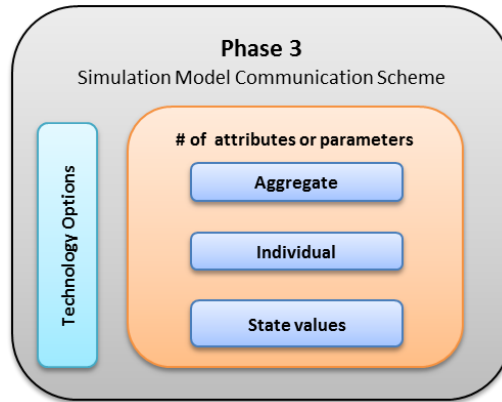 Phase 3
Simulation Model Communication Scheme
Technology Options
# of attributes or parameters
Aggregate
Individual
State values